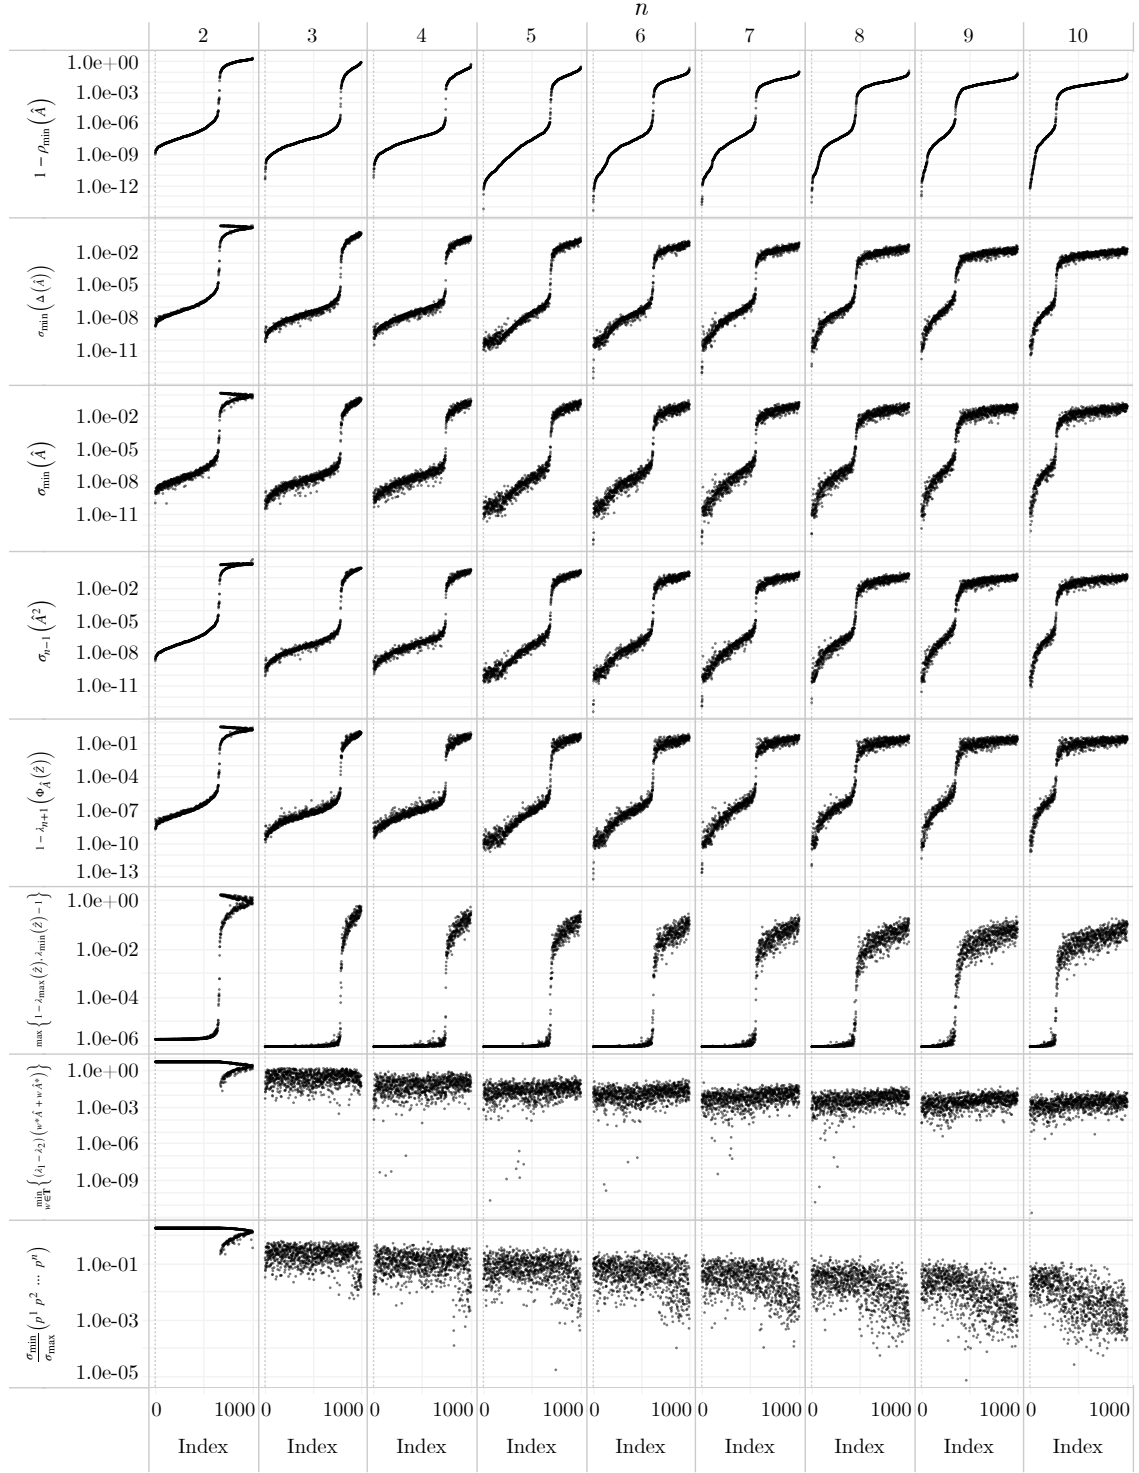 n
2 3 4 5 6 7 8 9 10
1.0e+00
1.0e-03
1.0e-06
1.0e-09
1.0e-12
1 − ρ_min(Â)
1.0e-02
1.0e-05
1.0e-08
1.0e-11
σ_min(Δ(Â))
1.0e-02
1.0e-05
1.0e-08
1.0e-11
σ_min(Â)
1.0e-02
1.0e-05
1.0e-08
1.0e-11
σ_{n−1}(Â²)
1.0e-01
1.0e-04
1.0e-07
1.0e-10
1.0e-13
1 − λ_{n+1}(Φ_Â(Ẑ))
1.0e+00
1.0e-02
1.0e-04
1.0e-06
max{1 − λ_max(Ẑ), λ_min(Ẑ) − 1}
1.0e+00
1.0e-03
1.0e-06
1.0e-09
min_{w∈T}{(λ₁ − λ₂)(w*Â + wÂ*)}
1.0e-01
1.0e-03
1.0e-05
σ_min/σ_max (p¹ p² ⋯ pⁿ)
0 1000 0 1000 0 1000 0 1000 0 1000 0 1000 0 1000 0 1000 0 1000
Index Index Index Index Index Index Index Index Index